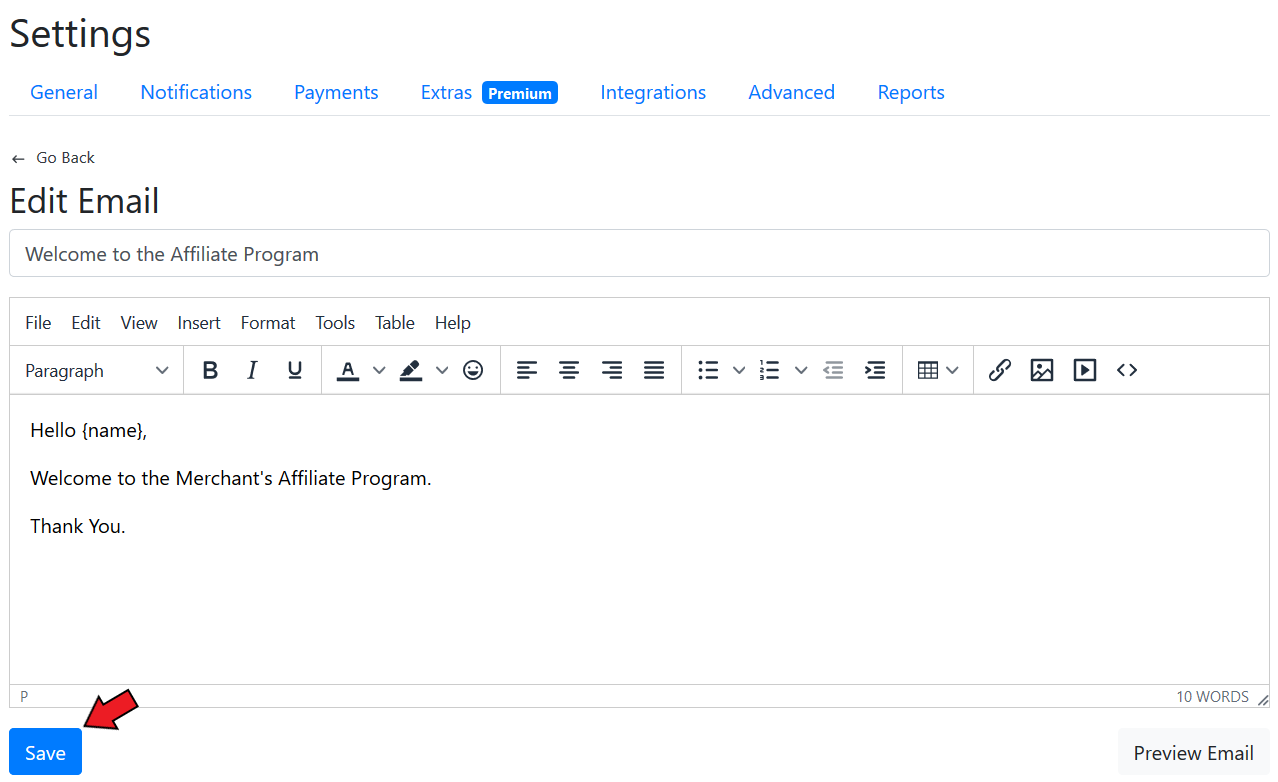 Settings
General Notifications Payments Extras Premium Integrations Advanced Reports
← Go Back
Edit Email
Welcome to the Affiliate Program
File Edit View Insert Format Tools Table Help
Paragraph B I U A
Hello {name},
Welcome to the Merchant's Affiliate Program.
Thank You.
P 10 WORDS
Save Preview Email